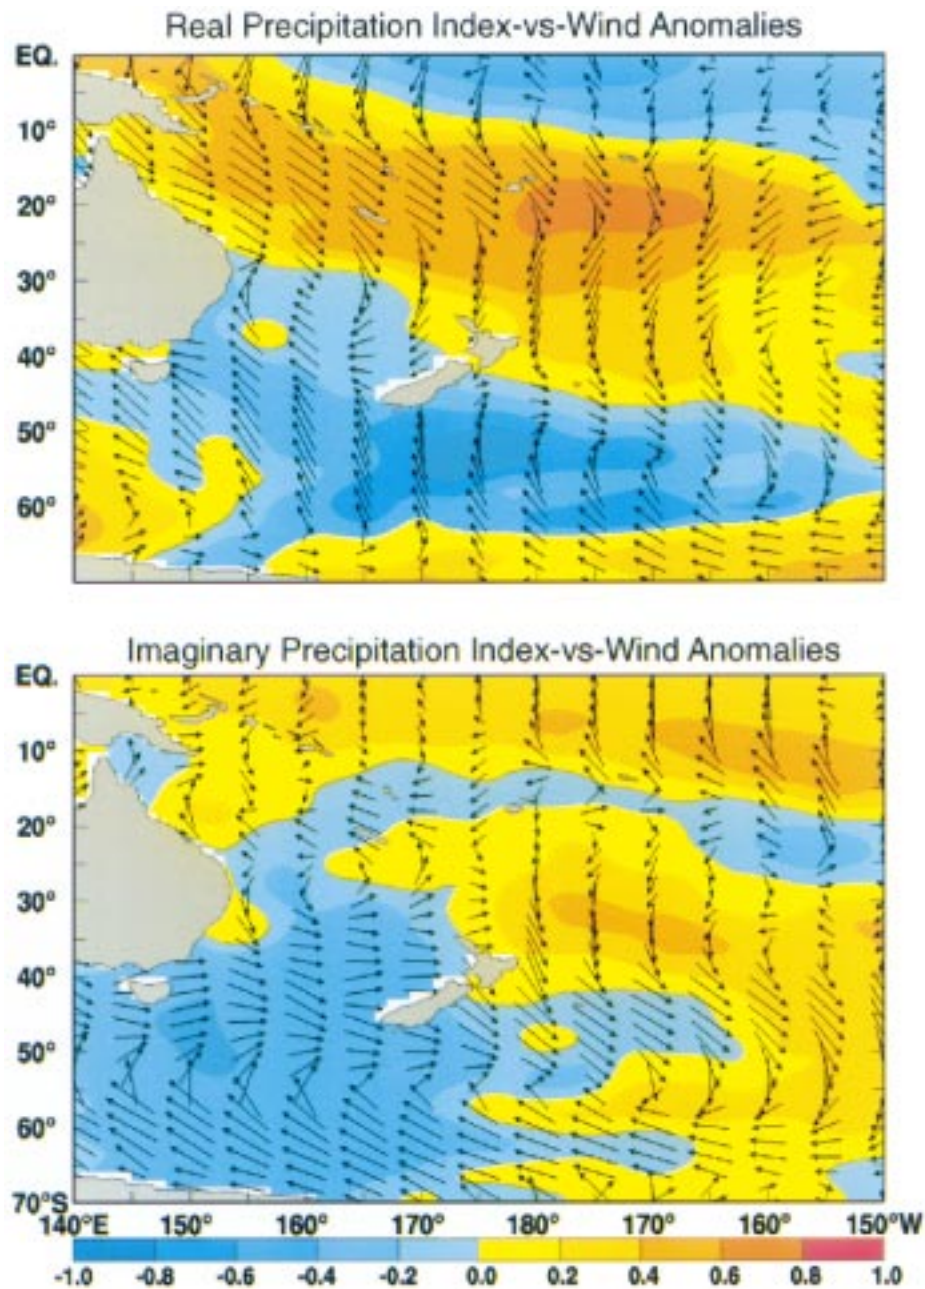 Real Precipitation Index-vs-Wind Anomalies
EQ.
10°
20°
30°
40°
50°
60°
Imaginary Precipitation Index-vs-Wind Anomalies
EQ.
10°
20°
30°
40°
50°
60°
70°S
140°E 150° 160° 170° 180° 170° 160° 150°W
-1.0 -0.8 -0.6 -0.4 -0.2 0.0 0.2 0.4 0.6 0.8 1.0